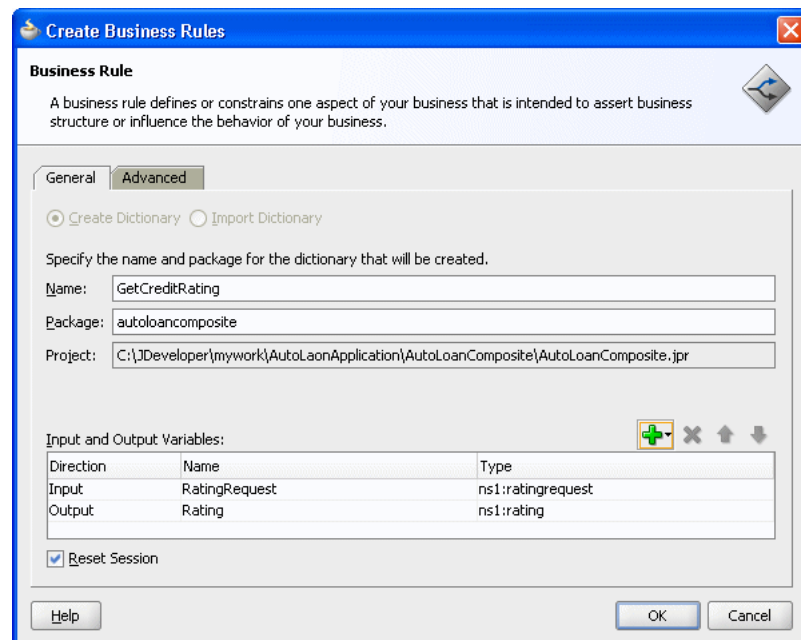 Create Business Rules
Business Rule
A business rule defines or constrains one aspect of your business that is intended to assert business
structure or influence the behavior of your business.
General Advanced
Create Dictionary Import Dictionary
Specify the name and package for the dictionary that will be created.
Name: GetCreditRating
Package: autoloancomposite
Project: C:\JDeveloper\mywork\AutoLaonApplication\AutoLoanComposite\AutoLoanComposite.jpr
Input and Output Variables:
Direction Name Type
Input RatingRequest ns1:ratingrequest
Output Rating ns1:rating
Reset Session
Help OK Cancel